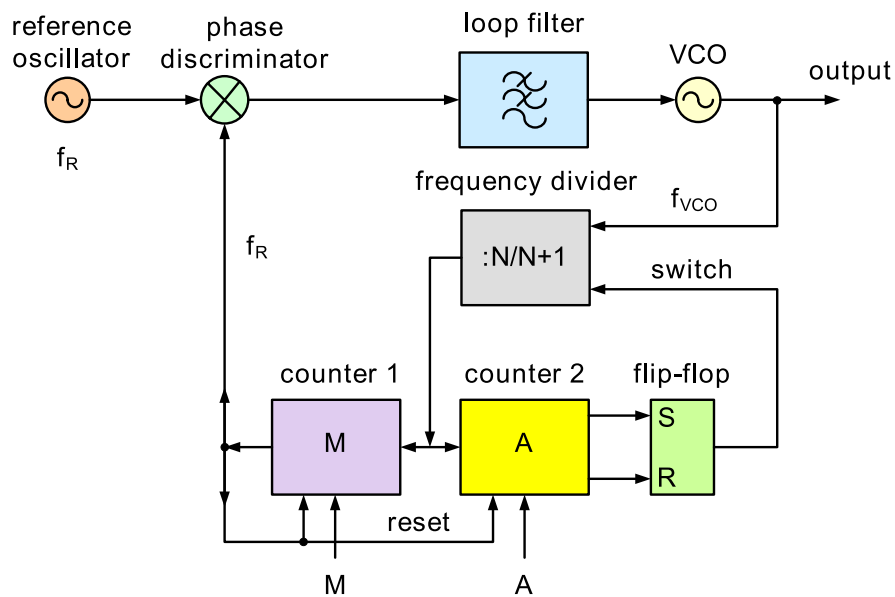 reference
oscillator
phase
discriminator
loop filter
VCO
output
f_R
frequency divider
f_VCO
:N/N+1
f_R
switch
counter 1
counter 2
flip-flop
M
A
S
R
reset
M
A